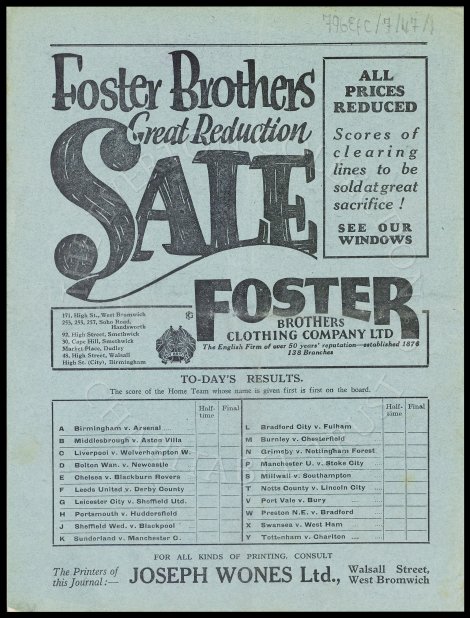 Foster Brothers
Great Reduction
SALE
ALL
PRICES
REDUCED
Scores of
clearing
lines to be
sold at great
sacrifice !
SEE OUR
WINDOWS
171, High St., West Bromwich
253, 255, 257, Soho Road,
Handsworth
92, High Street, Smethwick
30, Cape Hill, Smethwick
Market Place, Dudley
48, High Street, Walsall
High St. (City), Birmingham
FOSTER
BROTHERS
CLOTHING COMPANY LTD
The English Firm of over 50 years' reputation—established 1876
138 Branches
TO-DAY'S RESULTS.
The score of the Home Team whose name is given first is first on the board.
Half-time Final
A Birmingham v. Arsenal
B Middlesbrough v. Aston Villa
C Liverpool v. Wolverhampton W.
D Bolton Wan. v. Newcastle
E Chelsea v. Blackburn Rovers
F Leeds United v. Derby County
G Leicester City v. Sheffield Utd.
H Portsmouth v. Huddersfield
J Sheffield Wed. v. Blackpool
K Sunderland v. Manchester C.
Half-time Final
L Bradford City v. Fulham
M Burnley v. Chesterfield
N Grimsby v. Nottingham Forest
P Manchester U. v. Stoke City
S Millwall v. Southampton
T Notts County v. Lincoln City
V Port Vale v. Bury
W Preston N.E. v. Bradford
X Swansea v. West Ham
Y Tottenham v. Charlton
FOR ALL KINDS OF PRINTING, CONSULT
The Printers of
this Journal :—
JOSEPH WONES Ltd.,
Walsall Street,
West Bromwich